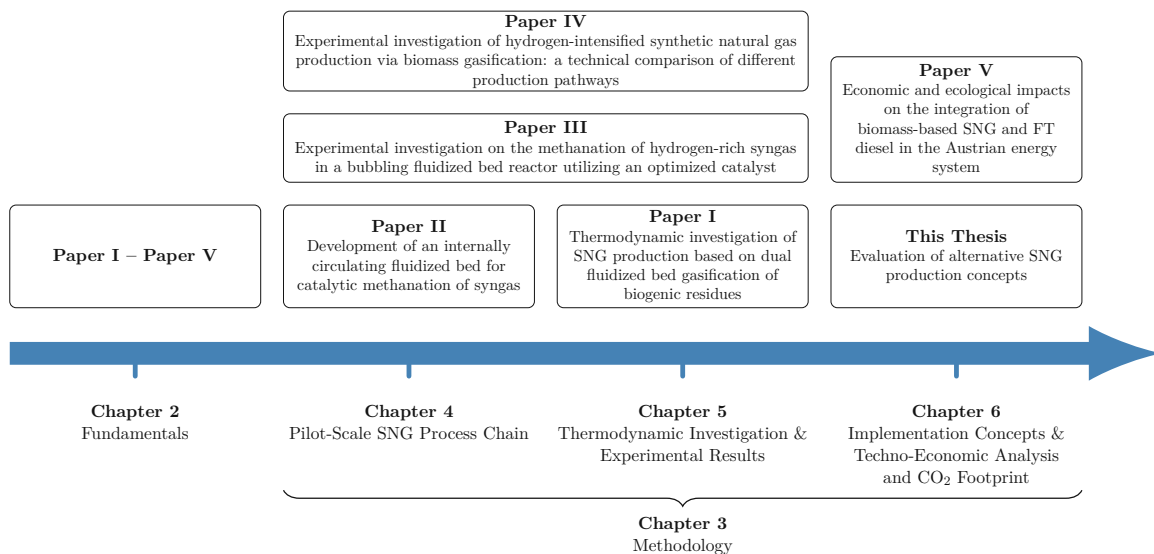 Paper IV
Experimental investigation of hydrogen-intensified synthetic natural gas
production via biomass gasification: a technical comparison of different
production pathways
Paper V
Economic and ecological impacts
on the integration of
biomass-based SNG and FT
diesel in the Austrian energy
system
Paper III
Experimental investigation on the methanation of hydrogen-rich syngas
in a bubbling fluidized bed reactor utilizing an optimized catalyst
Paper I – Paper V
Paper II
Development of an internally
circulating fluidized bed for
catalytic methanation of syngas
Paper I
Thermodynamic investigation of
SNG production based on dual
fluidized bed gasification of
biogenic residues
This Thesis
Evaluation of alternative SNG
production concepts
Chapter 2
Fundamentals
Chapter 4
Pilot-Scale SNG Process Chain
Chapter 5
Thermodynamic Investigation &
Experimental Results
Chapter 6
Implementation Concepts &
Techno-Economic Analysis
and CO₂ Footprint
Chapter 3
Methodology